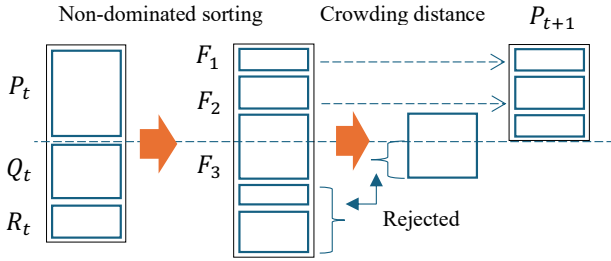 Non-dominated sorting
Crowding distance
P_{t+1}
P_t
Q_t
R_t
F_1
F_2
F_3
Rejected